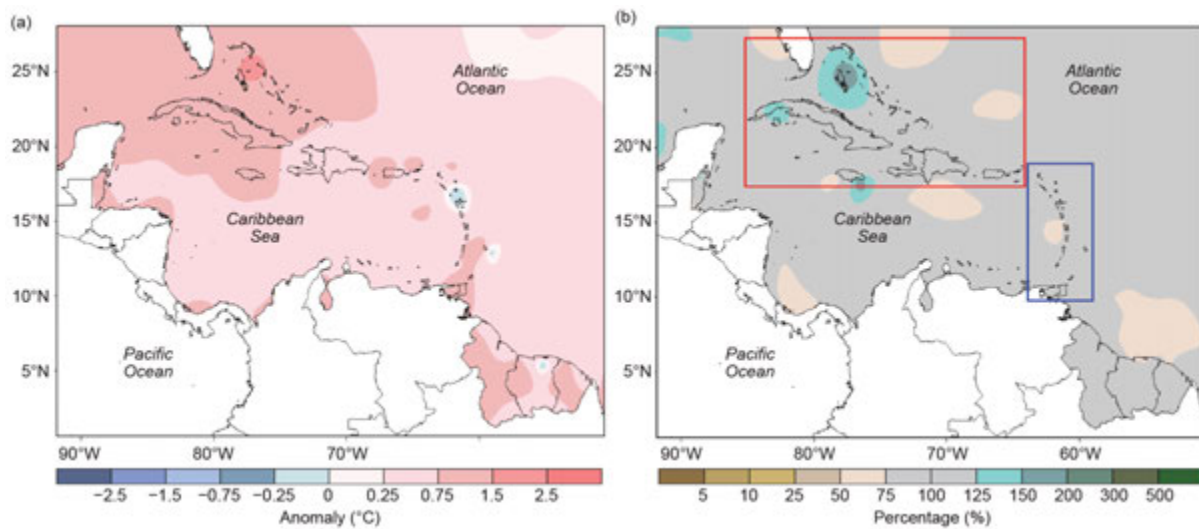 (a)
25°N
20°N
15°N
10°N
5°N
Atlantic
Ocean
Caribbean
Sea
Pacific
Ocean
90°W 80°W 70°W
−2.5 −1.5 −0.75 −0.25 0 0.25 0.75 1.5 2.5
Anomaly (°C)
(b)
25°N
20°N
15°N
10°N
5°N
Atlantic
Ocean
Caribbean
Sea
Pacific
Ocean
90°W 80°W 70°W 60°W
5 10 25 50 75 100 125 150 200 300 500
Percentage (%)